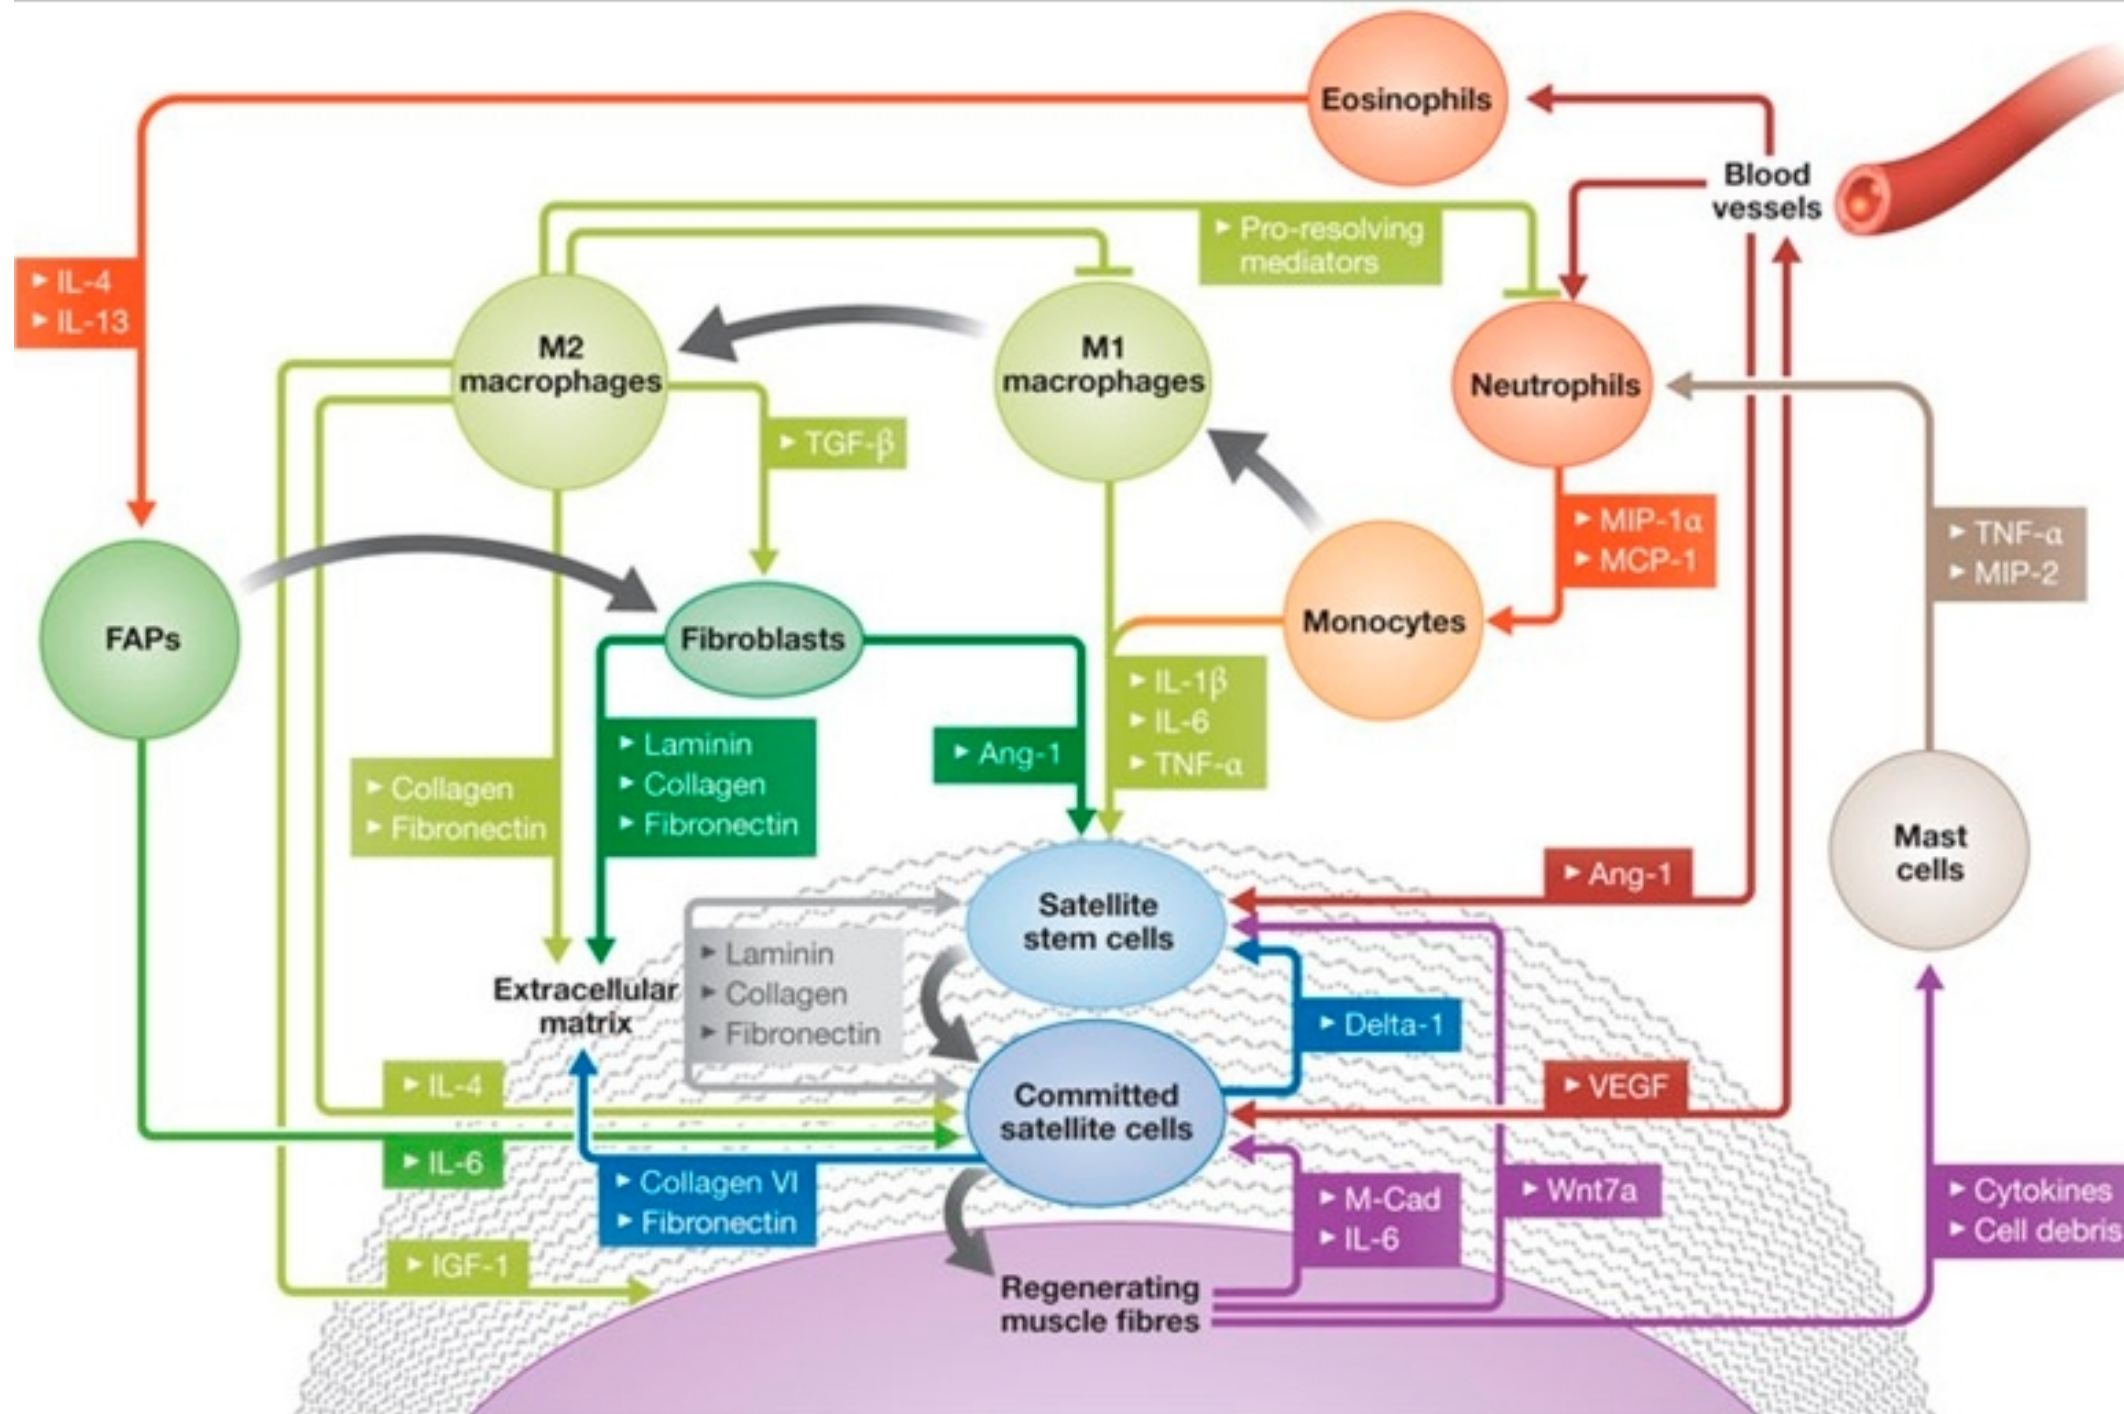 Eosinophils
Blood
vessels
► Pro-resolving
mediators
► IL-4
► IL-13
M2
macrophages
M1
macrophages
Neutrophils
► TGF-β
► MIP-1α
► MCP-1
► TNF-α
► MIP-2
FAPs
Fibroblasts
Monocytes
► IL-1β
► IL-6
► TNF-α
► Laminin
► Collagen
► Fibronectin
► Ang-1
► Collagen
► Fibronectin
Mast
cells
► Ang-1
Satellite
stem cells
► Laminin
► Collagen
► Fibronectin
Extracellular
matrix
► Delta-1
► IL-4
Committed
satellite cells
► VEGF
► IL-6
► Collagen VI
► Fibronectin
► M-Cad
► IL-6
► Wnt7a
► Cytokines
► Cell debris
► IGF-1
Regenerating
muscle fibres